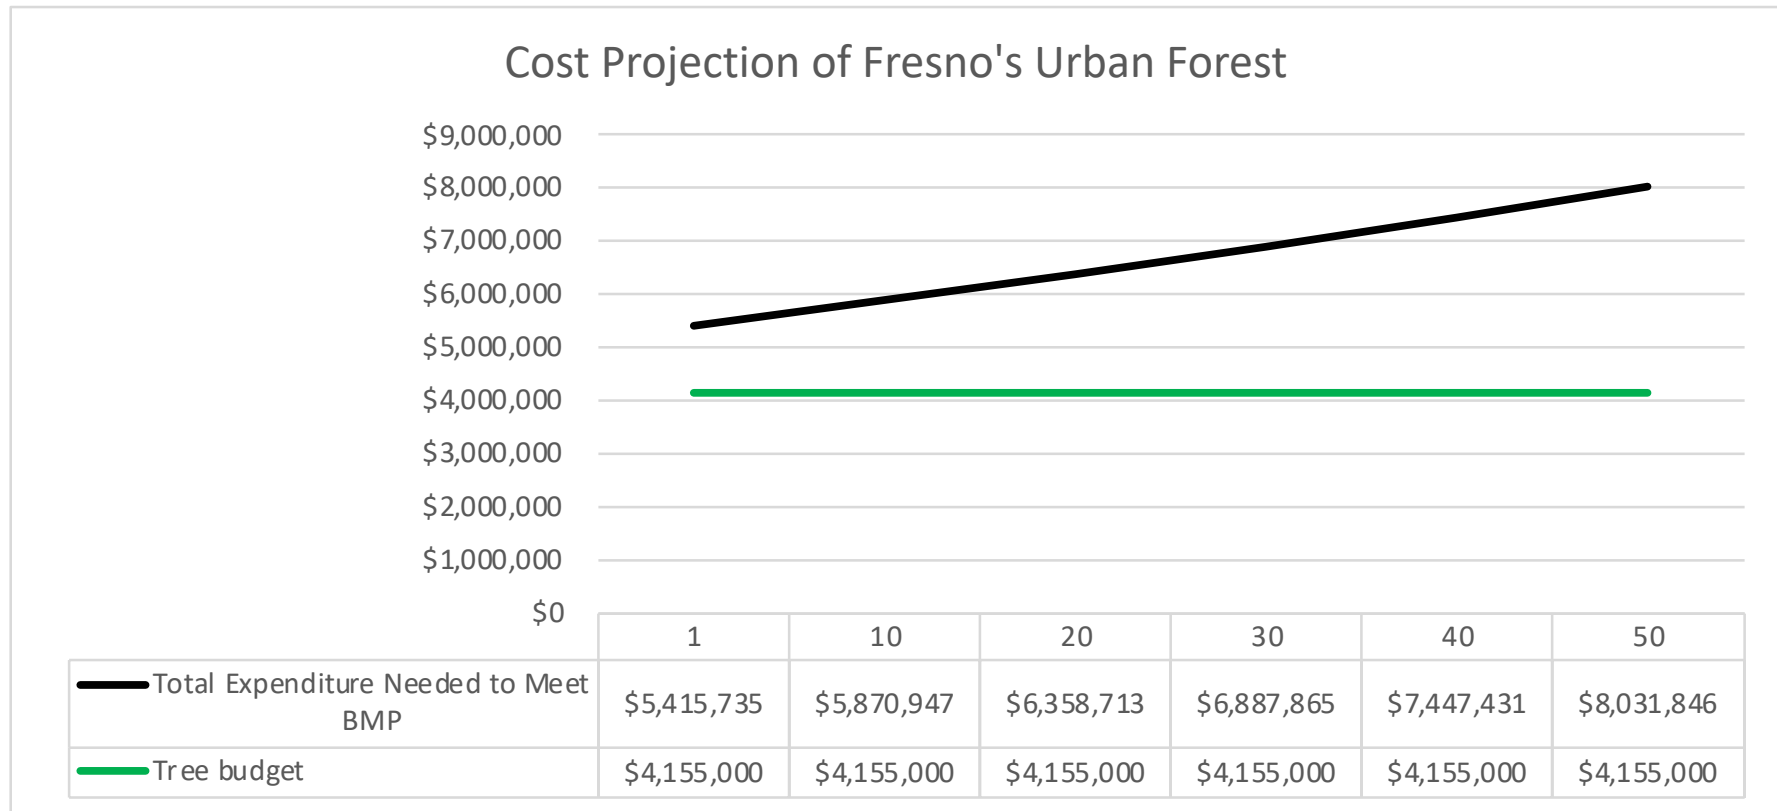 Cost Projection of Fresno's Urban Forest
$9,000,000
$8,000,000
$7,000,000
$6,000,000
$5,000,000
$4,000,000
$3,000,000
$2,000,000
$1,000,000
$0
1 10 20 30 40 50
Total Expenditure Needed to Meet
BMP
$5,415,735 $5,870,947 $6,358,713 $6,887,865 $7,447,431 $8,031,846
Tree budget $4,155,000 $4,155,000 $4,155,000 $4,155,000 $4,155,000 $4,155,000